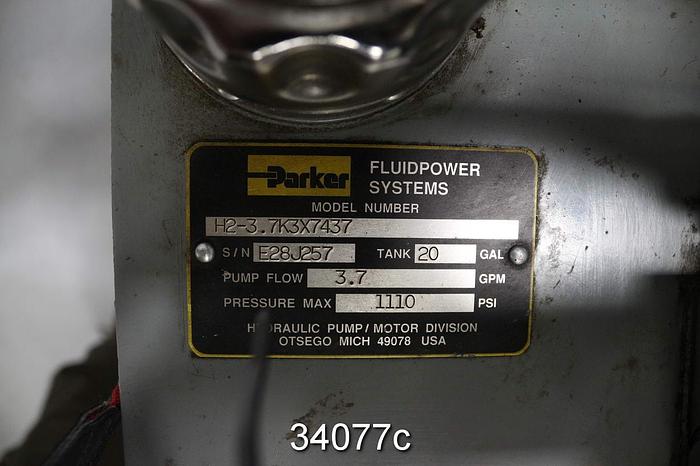 Parker FLUIDPOWER SYSTEMS
MODEL NUMBER
H2-3.7K3X7437
S/N E28J257 TANK 20 GAL
PUMP FLOW 3.7 GPM
PRESSURE MAX 1110 PSI
HYDRAULIC PUMP/MOTOR DIVISION
OTSEGO MICH 49078 USA
34077c